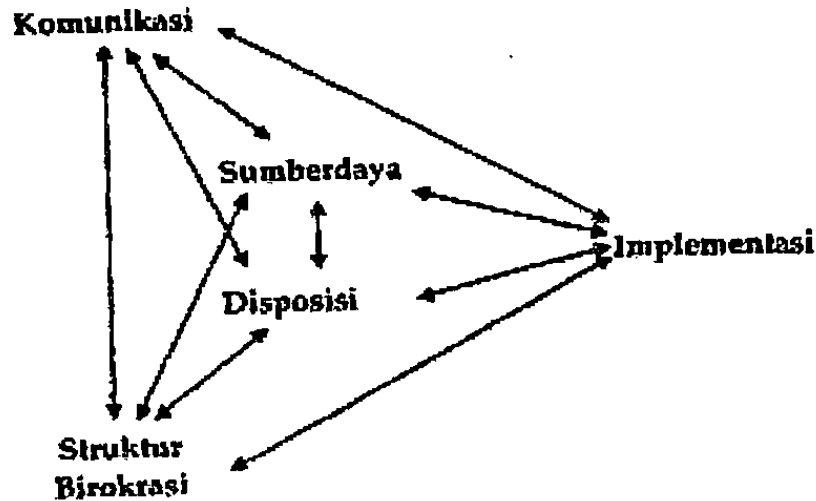 Komunikasi
Sumberdaya
Implementasi
Disposisi
Struktur
Birokrasi